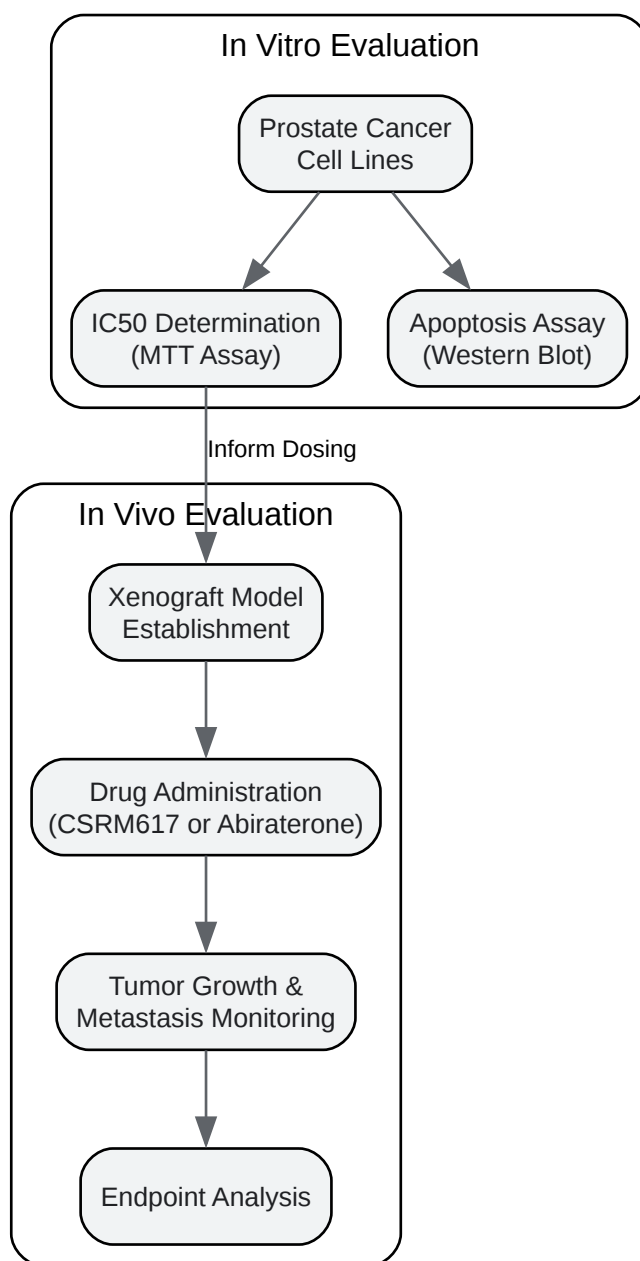 In Vitro Evaluation
Prostate Cancer
Cell Lines
IC50 Determination
(MTT Assay)
Apoptosis Assay
(Western Blot)
Inform Dosing
In Vivo Evaluation
Xenograft Model
Establishment
Drug Administration
(CSRM617 or Abiraterone)
Tumor Growth &
Metastasis Monitoring
Endpoint Analysis